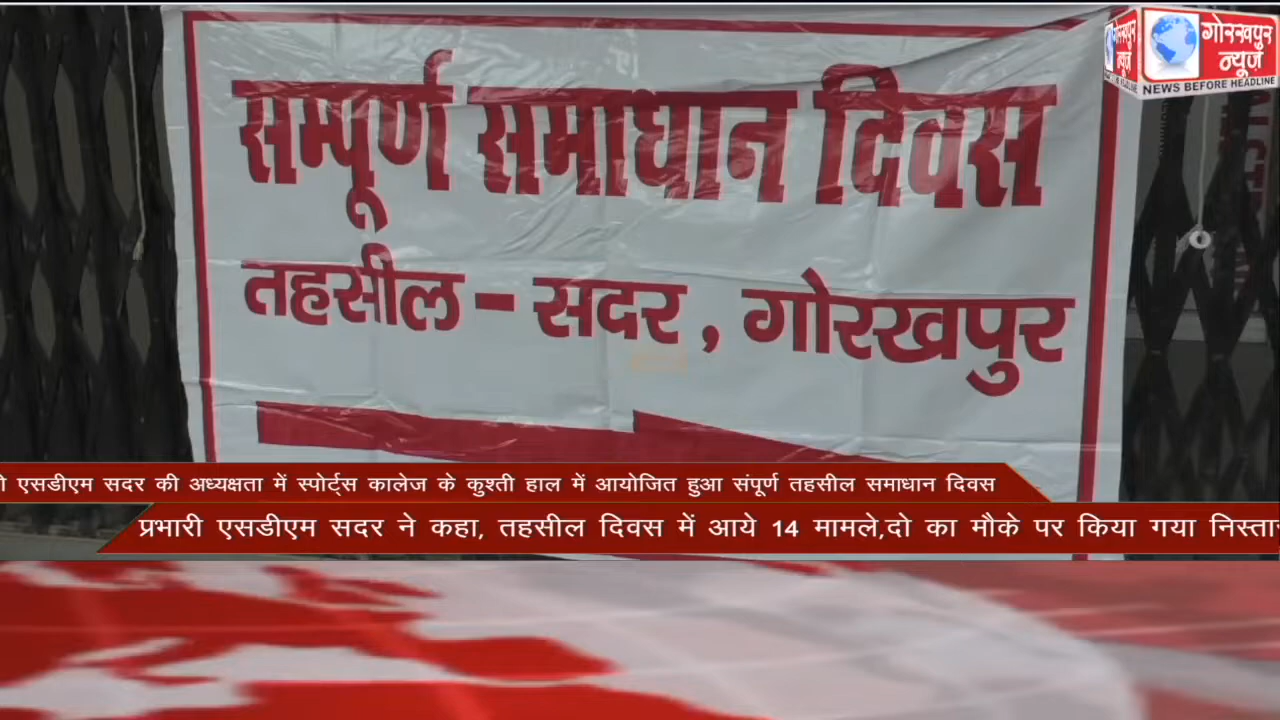 सम्पूर्ण समाधान दिवस
तहसील - सदर , गोरखपुर
गोरखपुर
न्यूज़
NEWS BEFORE HEADLINE
गोरखपुर
न्यूज़
एसडीएम सदर की अध्यक्षता में स्पोर्ट्स कालेज के कुश्ती हाल में आयोजित हुआ संपूर्ण तहसील समाधान दिवस
प्रभारी एसडीएम सदर ने कहा, तहसील दिवस में आये 14 मामले,दो का मौके पर किया गया